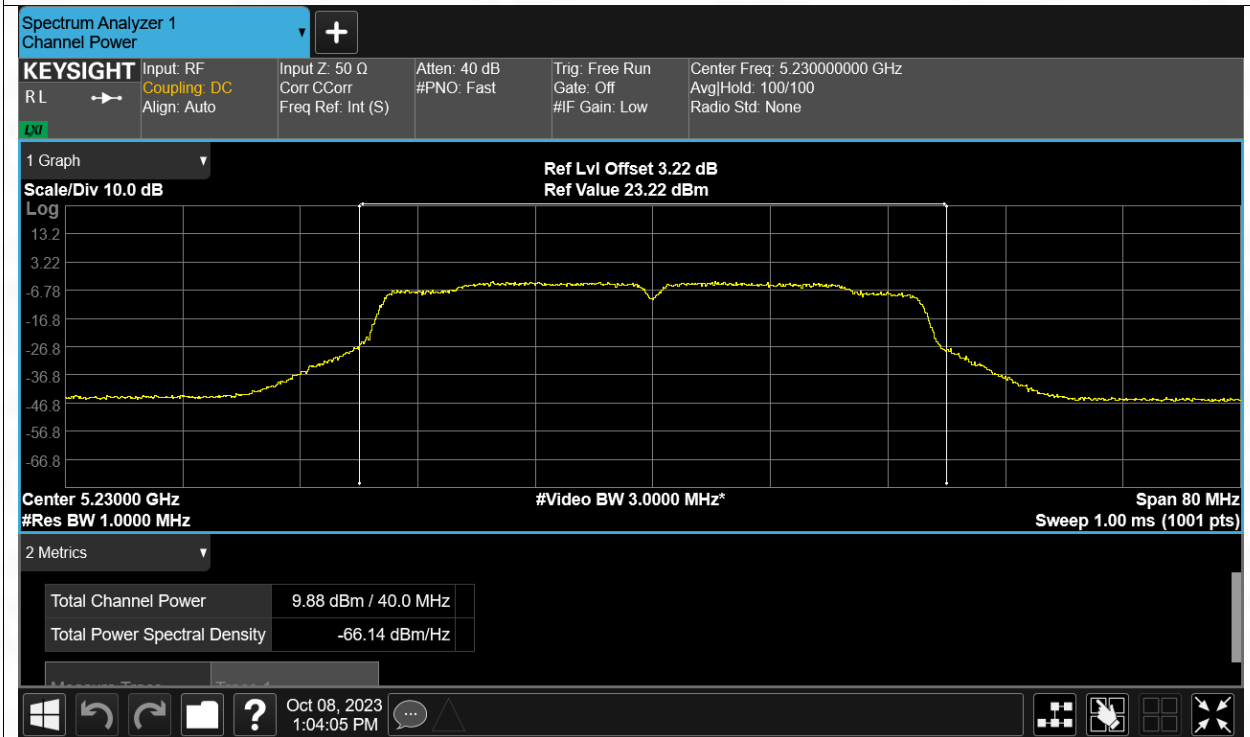 Spectrum Analyzer 1
Channel Power
KEYSIGHT
R L
LXI
Input: RF
Coupling: DC
Align: Auto
Input Z: 50 Ω
Corr CCorr
Freq Ref: Int (S)
Atten: 40 dB
#PNO: Fast
Trig: Free Run
Gate: Off
#IF Gain: Low
Center Freq: 5.230000000 GHz
Avg|Hold: 100/100
Radio Std: None
1 Graph
Scale/Div 10.0 dB
Ref Lvl Offset 3.22 dB
Ref Value 23.22 dBm
Log
13.2
3.22
-6.78
-16.8
-26.8
-36.8
-46.8
-56.8
-66.8
Center 5.23000 GHz
#Res BW 1.0000 MHz
#Video BW 3.0000 MHz*
Span 80 MHz
Sweep 1.00 ms (1001 pts)
2 Metrics
Total Channel Power 9.88 dBm / 40.0 MHz
Total Power Spectral Density -66.14 dBm/Hz
?
Oct 08, 2023
1:04:05 PM